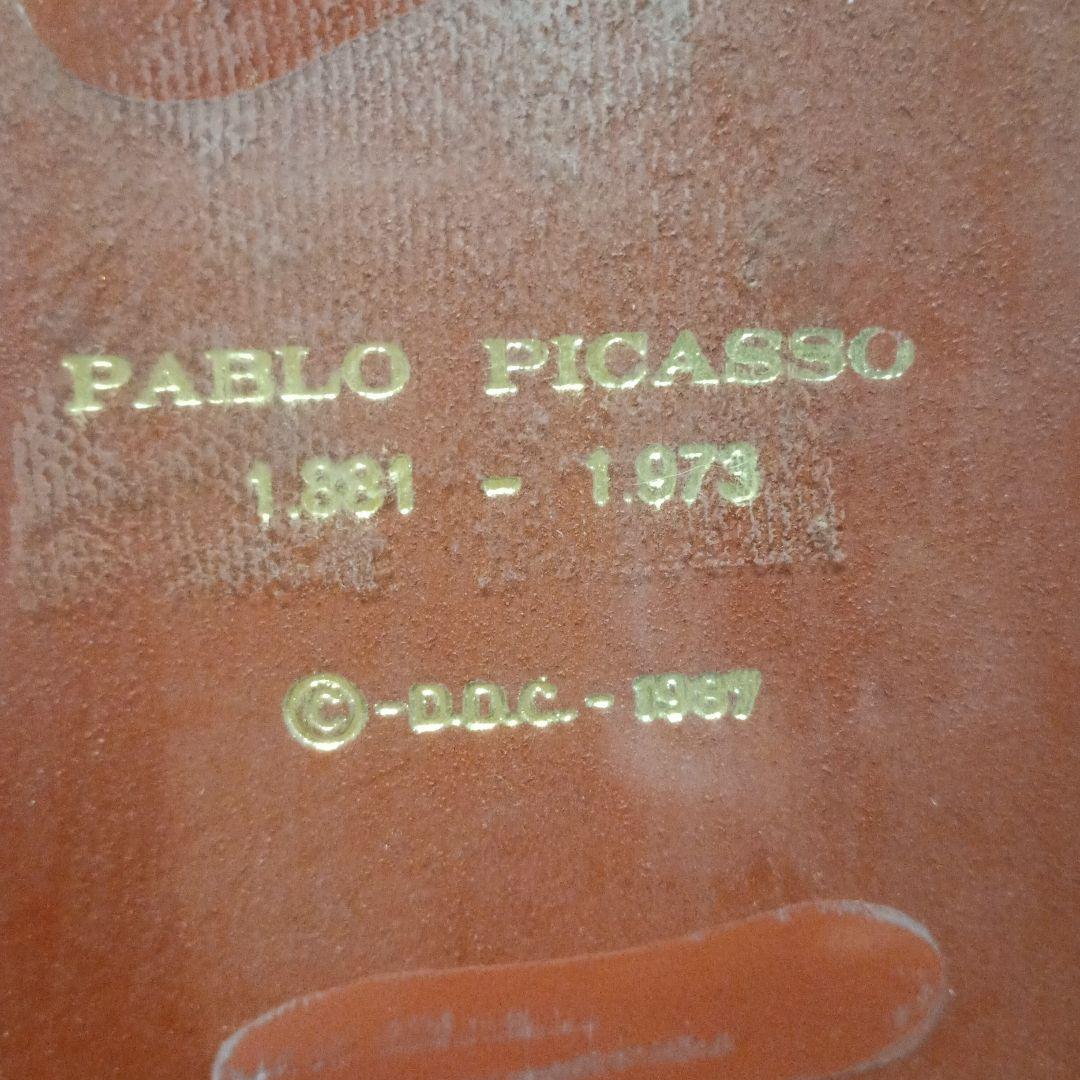 PABLO PICASSO
1.881 - 1.973
©-D.D.C.- 1987